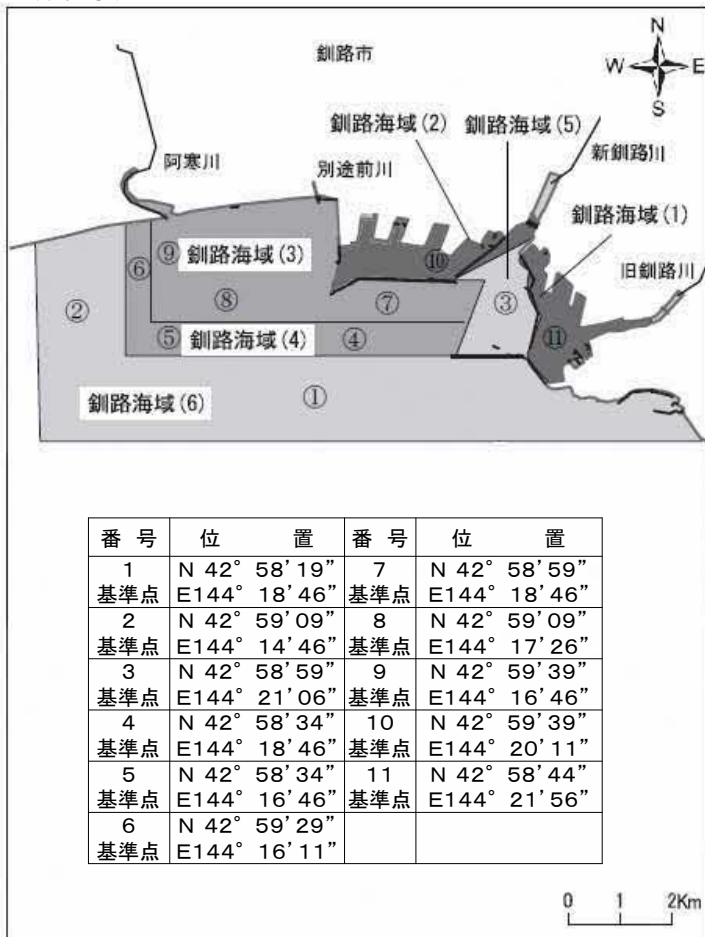 N
W E
S
釧路市
釧路海域(2) 釧路海域(5)
新釧路川
阿寒川
別途前川
釧路海域(1)
旧釧路川
⑨ 釧路海域(3)
⑩
⑥
②
⑧
⑦
③
⑤ 釧路海域(4) ④
⑪
釧路海域(6)
①
番 号 位 置 番 号 位 置
1 N 42° 58'19” 7 N 42° 58'59”
基準点 E144° 18'46” 基準点 E144° 18'46”
2 N 42° 59'09” 8 N 42° 59'09”
基準点 E144° 14'46” 基準点 E144° 17'26”
3 N 42° 58'59” 9 N 42° 59'39”
基準点 E144° 21'06” 基準点 E144° 16'46”
4 N 42° 58'34” 10 N 42° 59'39”
基準点 E144° 18'46” 基準点 E144° 20'11”
5 N 42° 58'34” 11 N 42° 58'44”
基準点 E144° 16'46” 基準点 E144° 21'56”
6 N 42° 59'29”
基準点 E144° 16'11”
0 1 2Km